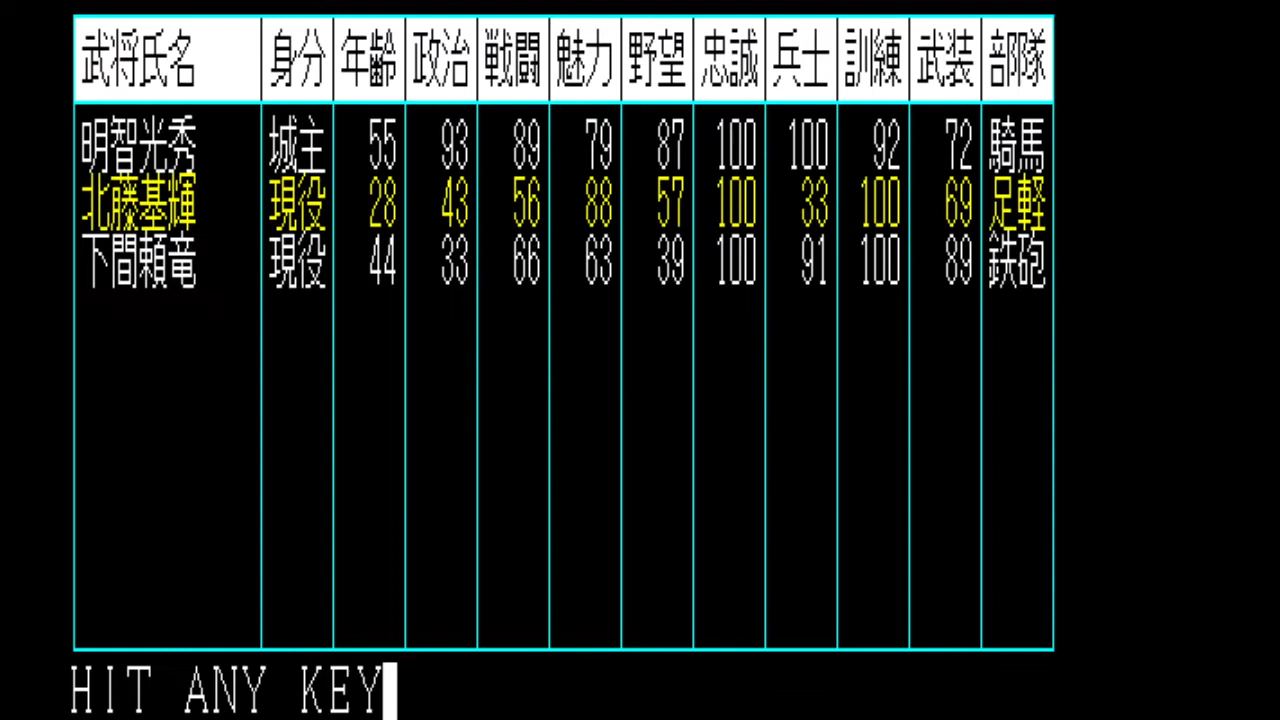 武将氏名 身分 年齢 政治 戦闘 魅力 野望 忠誠 兵士 訓練 武装 部隊
明智光秀 城主 55 93 89 79 87 100 100 92 72 騎馬
北藤基輝 現役 28 43 56 88 57 100 33 100 69 足軽
下間頼竜 現役 44 33 66 63 39 100 91 100 89 鉄砲
HIT ANY KEY